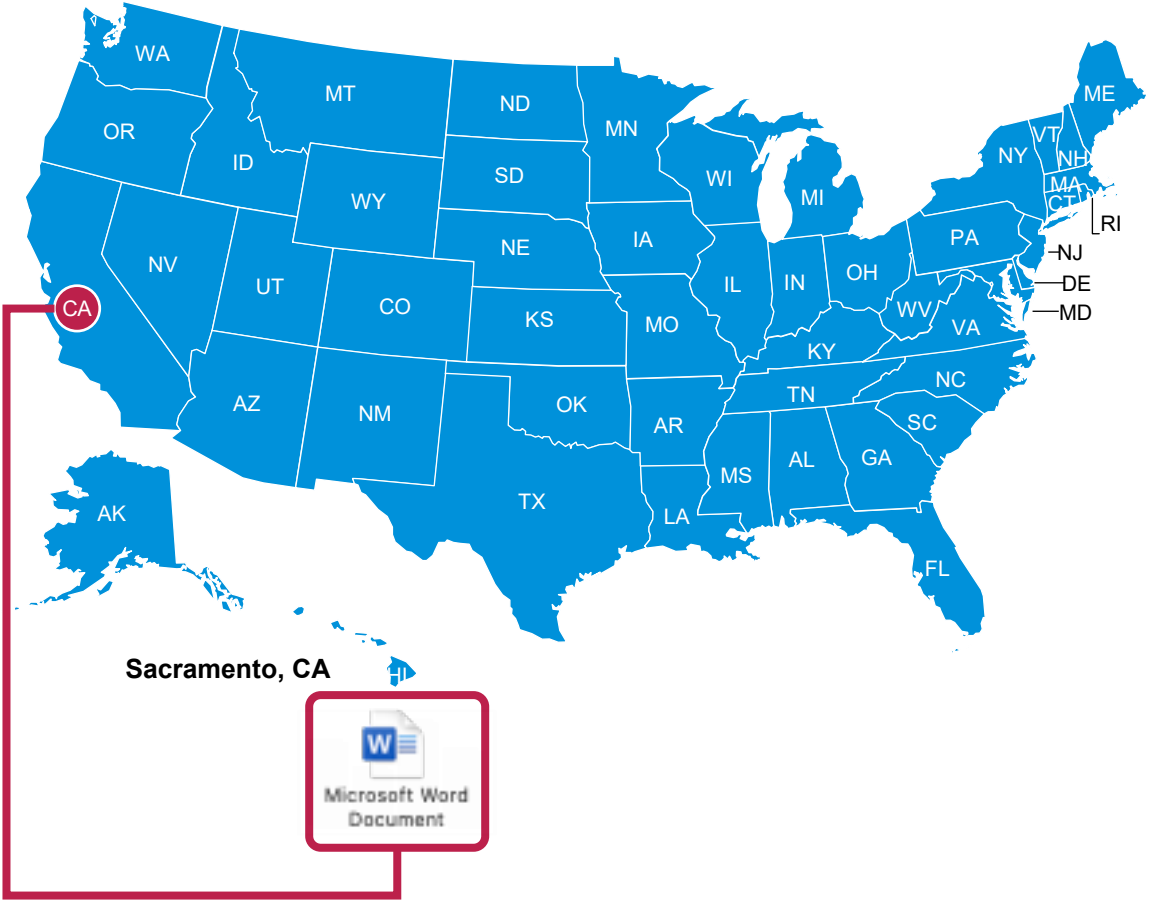 WA
MT
ND
MN
ME
OR
ID
SD
WI
MI
NY
VT
NH
MA
CT
RI
WY
NE
IA
PA
NJ
NV
UT
CO
KS
IL
IN
OH
DE
MD
CA
MO
WV
VA
KY
AZ
NM
OK
AR
TN
NC
SC
TX
LA
MS
AL
GA
AK
FL
HI
Sacramento, CA
W
Microsoft Word
Document